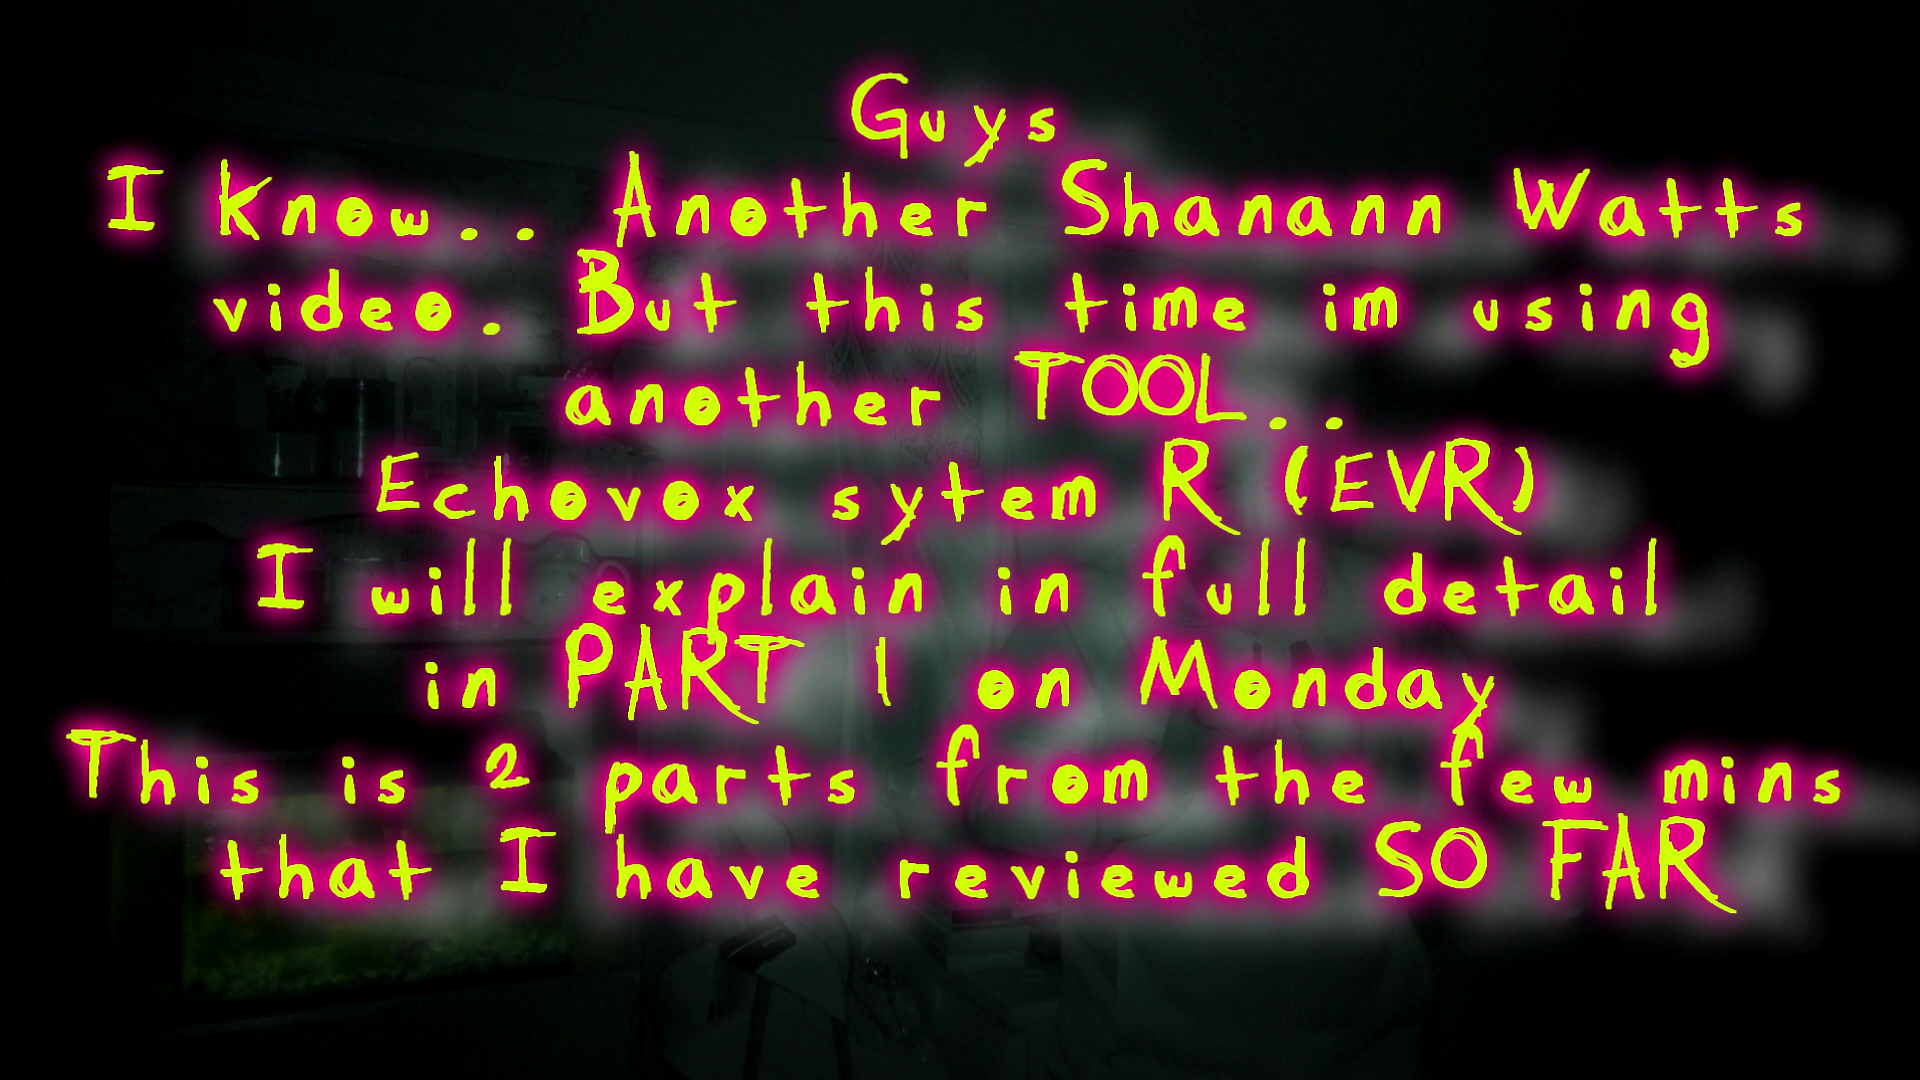 Guys
I know.. Another Shanann Watts
video. But this time im using
another TOOL..
Echovox sytem R (EVR)
I will explain in full detail
in PART 1 on Monday
This is 2 parts from the few mins
that I have reviewed SO FAR